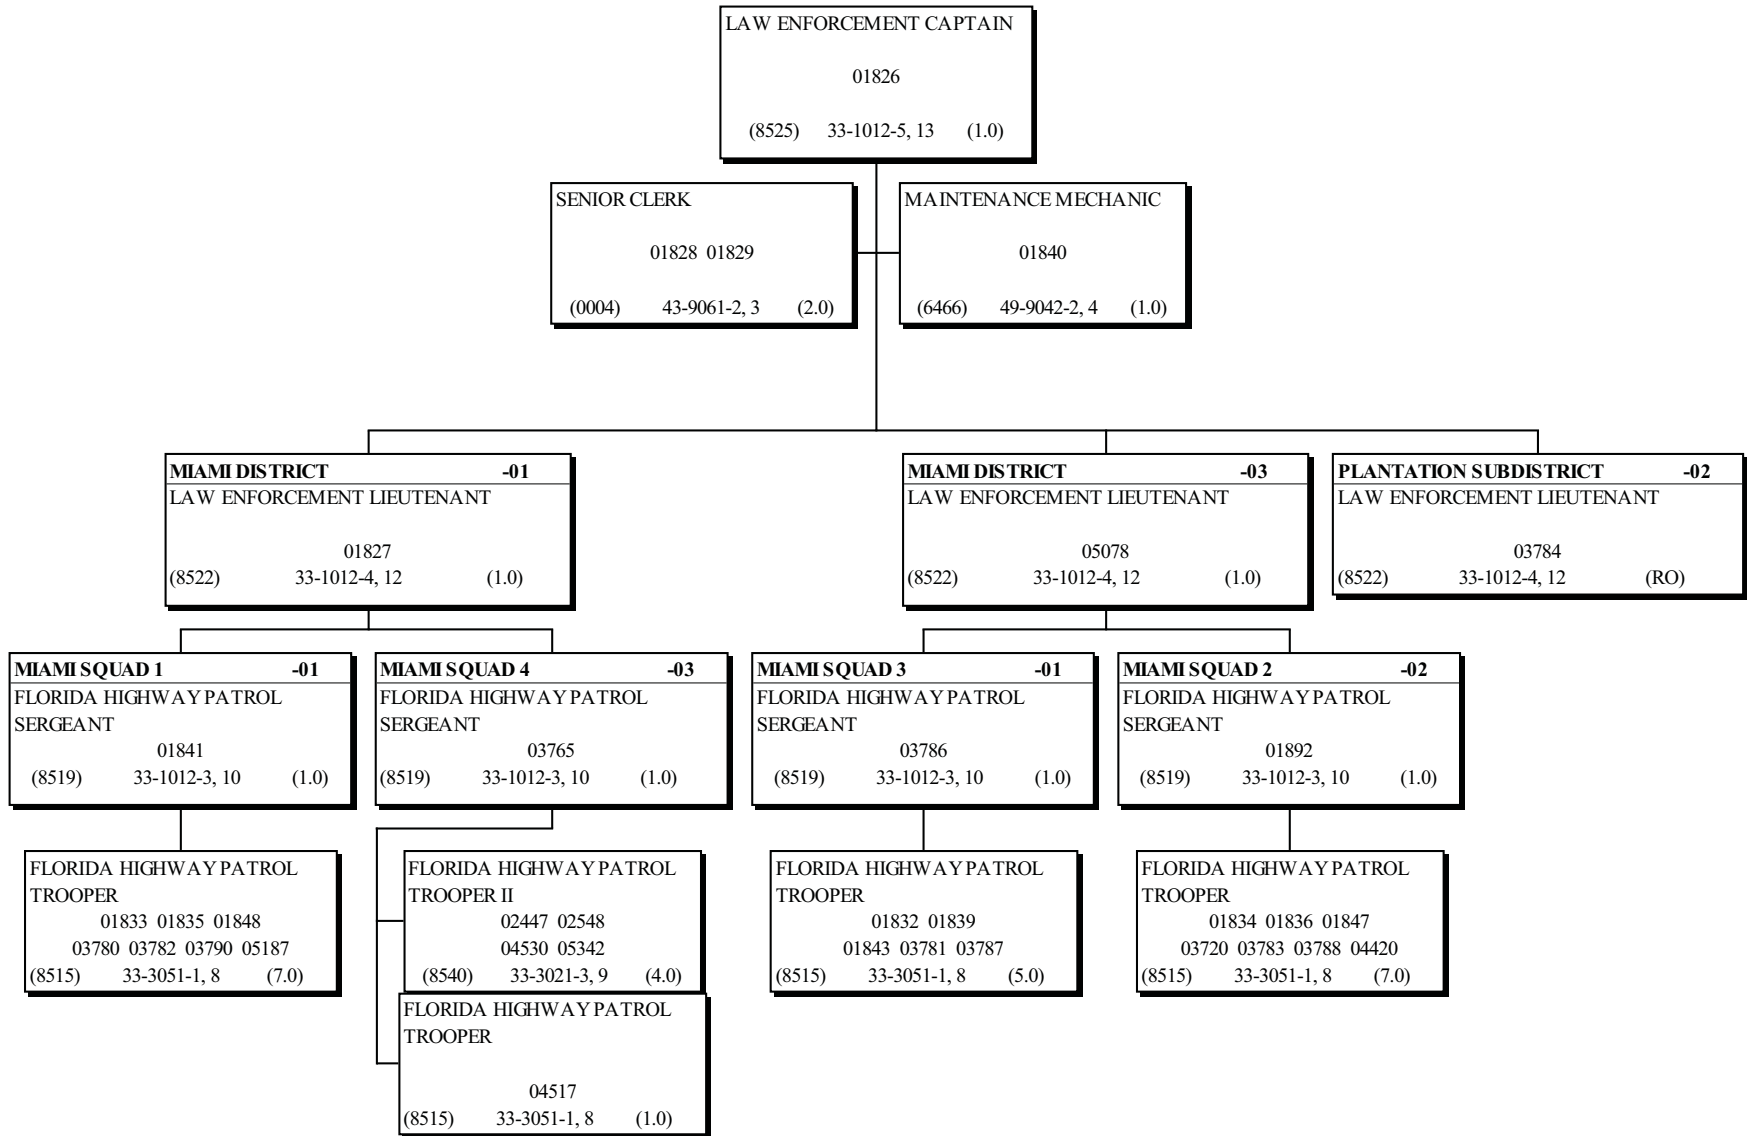 LAW ENFORCEMENT CAPTAIN
01826
(8525) 33-1012-5, 13 (1.0)
SENIOR CLERK
01828 01829
(0004) 43-9061-2, 3 (2.0)
MAINTENANCE MECHANIC
01840
(6466) 49-9042-2, 4 (1.0)
MIAMI DISTRICT -01
LAW ENFORCEMENT LIEUTENANT
01827
(8522) 33-1012-4, 12 (1.0)
MIAMI DISTRICT -03
LAW ENFORCEMENT LIEUTENANT
05078
(8522) 33-1012-4, 12 (1.0)
PLANTATION SUBDISTRICT -02
LAW ENFORCEMENT LIEUTENANT
03784
(8522) 33-1012-4, 12 (RO)
MIAMI SQUAD 1 -01
FLORIDA HIGHWAY PATROL
SERGEANT
01841
(8519) 33-1012-3, 10 (1.0)
MIAMI SQUAD 4 -03
FLORIDA HIGHWAY PATROL
SERGEANT
03765
(8519) 33-1012-3, 10 (1.0)
MIAMI SQUAD 3 -01
FLORIDA HIGHWAY PATROL
SERGEANT
03786
(8519) 33-1012-3, 10 (1.0)
MIAMI SQUAD 2 -02
FLORIDA HIGHWAY PATROL
SERGEANT
01892
(8519) 33-1012-3, 10 (1.0)
FLORIDA HIGHWAY PATROL
TROOPER
01833 01835 01848
03780 03782 03790 05187
(8515) 33-3051-1, 8 (7.0)
FLORIDA HIGHWAY PATROL
TROOPER II
02447 02548
04530 05342
(8540) 33-3021-3, 9 (4.0)
FLORIDA HIGHWAY PATROL
TROOPER
04517
(8515) 33-3051-1, 8 (1.0)
FLORIDA HIGHWAY PATROL
TROOPER
01832 01839
01843 03781 03787
(8515) 33-3051-1, 8 (5.0)
FLORIDA HIGHWAY PATROL
TROOPER
01834 01836 01847
03720 03783 03788 04420
(8515) 33-3051-1, 8 (7.0)